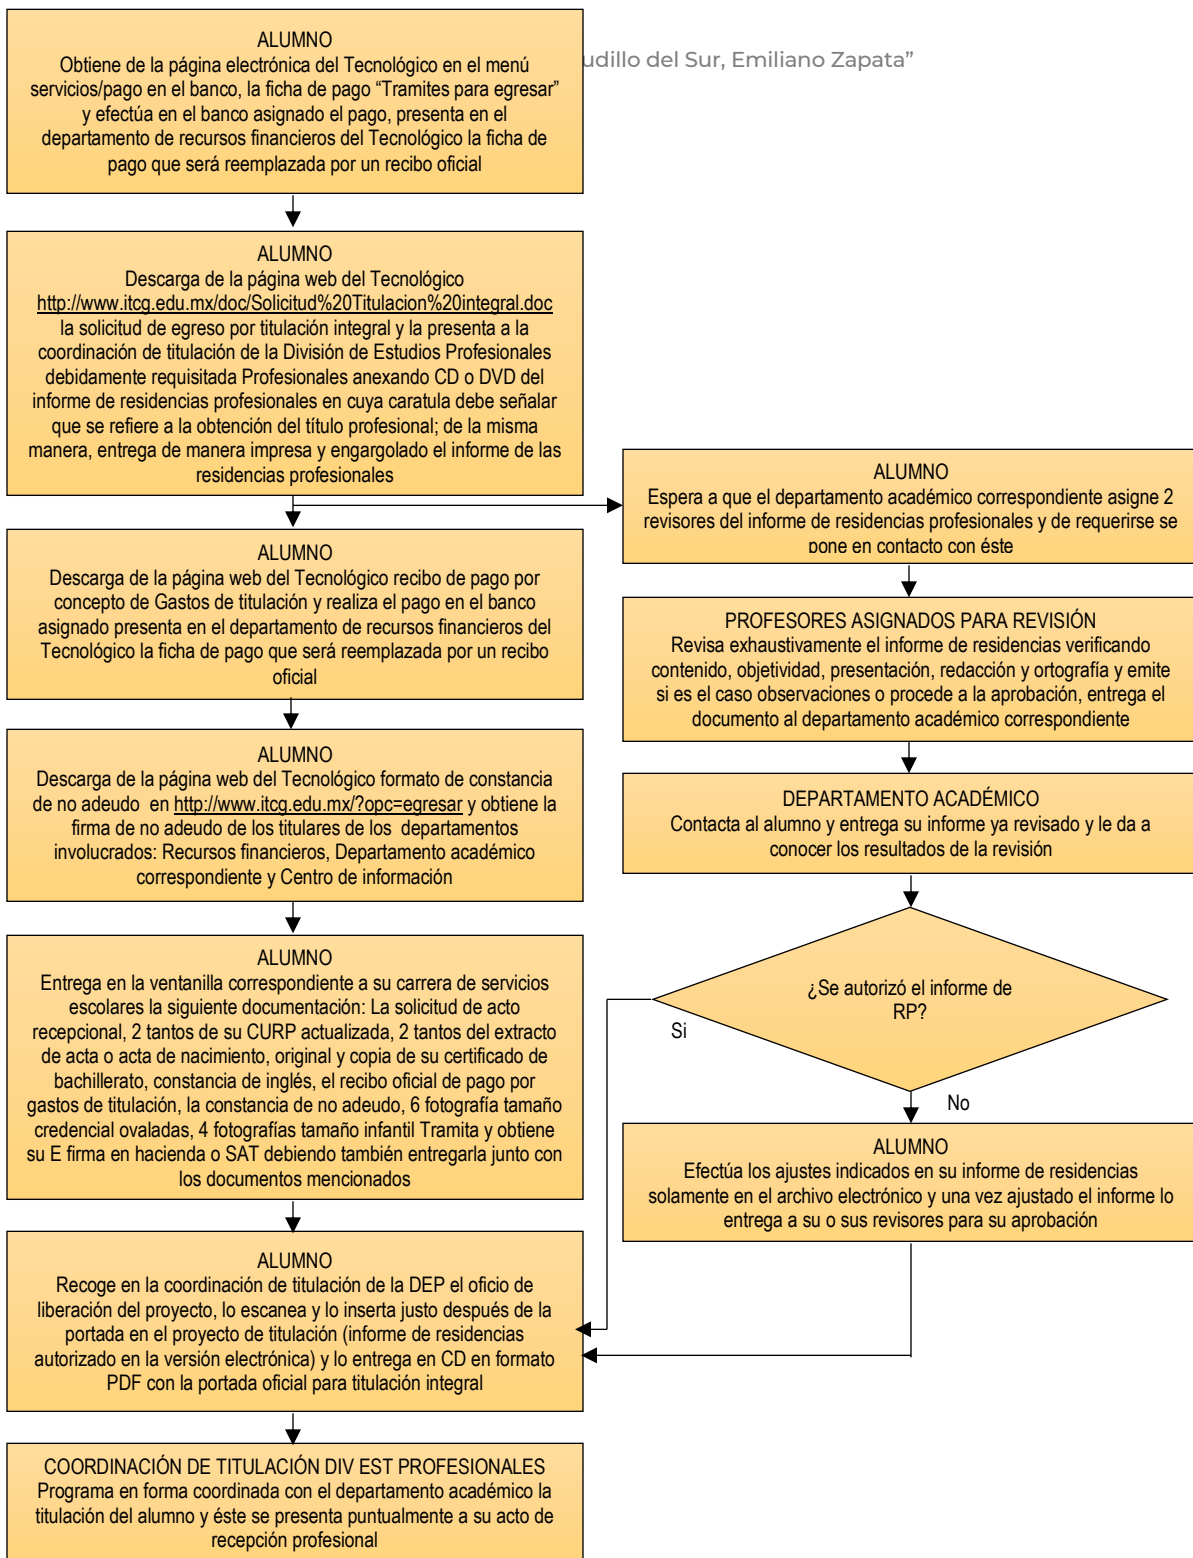 udillo del Sur, Emiliano Zapata”
ALUMNO
Obtiene de la página electrónica del Tecnológico en el menú
servicios/pago en el banco, la ficha de pago “Tramites para egresar”
y efectúa en el banco asignado el pago, presenta en el
departamento de recursos financieros del Tecnológico la ficha de
pago que será reemplazada por un recibo oficial
ALUMNO
Descarga de la página web del Tecnológico
http://www.itcg.edu.mx/doc/Solicitud%20Titulacion%20integral.doc
la solicitud de egreso por titulación integral y la presenta a la
coordinación de titulación de la División de Estudios Profesionales
debidamente requisitada Profesionales anexando CD o DVD del
informe de residencias profesionales en cuya caratula debe señalar
que se refiere a la obtención del título profesional; de la misma
manera, entrega de manera impresa y engargolado el informe de las
residencias profesionales
ALUMNO
Descarga de la página web del Tecnológico recibo de pago por
concepto de Gastos de titulación y realiza el pago en el banco
asignado presenta en el departamento de recursos financieros del
Tecnológico la ficha de pago que será reemplazada por un recibo
oficial
ALUMNO
Descarga de la página web del Tecnológico formato de constancia
de no adeudo en http://www.itcg.edu.mx/?opc=egresar y obtiene la
firma de no adeudo de los titulares de los departamentos
involucrados: Recursos financieros, Departamento académico
correspondiente y Centro de información
ALUMNO
Entrega en la ventanilla correspondiente a su carrera de servicios
escolares la siguiente documentación: La solicitud de acto
recepcional, 2 tantos de su CURP actualizada, 2 tantos del extracto
de acta o acta de nacimiento, original y copia de su certificado de
bachillerato, constancia de inglés, el recibo oficial de pago por
gastos de titulación, la constancia de no adeudo, 6 fotografía tamaño
credencial ovaladas, 4 fotografías tamaño infantil Tramita y obtiene
su E firma en hacienda o SAT debiendo también entregarla junto con
los documentos mencionados
ALUMNO
Recoge en la coordinación de titulación de la DEP el oficio de
liberación del proyecto, lo escanea y lo inserta justo después de la
portada en el proyecto de titulación (informe de residencias
autorizado en la versión electrónica) y lo entrega en CD en formato
PDF con la portada oficial para titulación integral
COORDINACIÓN DE TITULACIÓN DIV EST PROFESIONALES
Programa en forma coordinada con el departamento académico la
titulación del alumno y éste se presenta puntualmente a su acto de
recepción profesional
ALUMNO
Espera a que el departamento académico correspondiente asigne 2
revisores del informe de residencias profesionales y de requerirse se
pone en contacto con éste
PROFESORES ASIGNADOS PARA REVISIÓN
Revisa exhaustivamente el informe de residencias verificando
contenido, objetividad, presentación, redacción y ortografía y emite
si es el caso observaciones o procede a la aprobación, entrega el
documento al departamento académico correspondiente
DEPARTAMENTO ACADÉMICO
Contacta al alumno y entrega su informe ya revisado y le da a
conocer los resultados de la revisión
¿Se autorizó el informe de
RP?
Si
No
ALUMNO
Efectúa los ajustes indicados en su informe de residencias
solamente en el archivo electrónico y una vez ajustado el informe lo
entrega a su o sus revisores para su aprobación